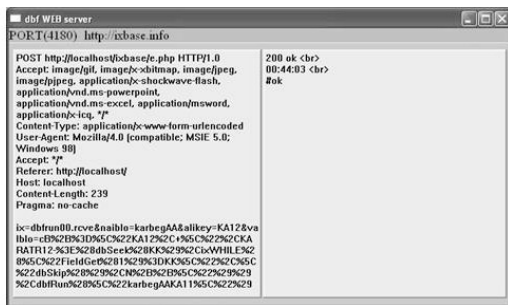 dbf WEB server
PORT(4180) http://ixbase.info
POST http://localhost/ixbase/e.php HTTP/1.0
Accept: image/gif, image/x-xbitmap, image/jpeg,
image/pjpeg, application/x-shockwave-flash,
application/vnd.ms-powerpoint,
application/vnd.ms-excel, application/msword,
application/x-icq, */*
Content-Type: application/x-www-form-urlencoded
User-Agent: Mozilla/4.0 (compatible; MSIE 5.0;
Windows 98)
Accept: */*
Referer: http://localhost/
Host: localhost
Content-Length: 239
Pragma: no-cache
ix=dbfrun00.rcve&naiblo=karbegAA&alikey=KA12&va
lblo=cB%2B%3D%5C%22KA12%2C+%5C%22%2CKA
RATR12-%3E%28dbSeek%28KK%29%2CixWHILE%2
8%5C%22FieldGet%281%29%3DKK%5C%22%2C%5C
%22dbSkip%28%29%2CN%2B%2B%5C%22%29%29
%2CdbfRun%28%5C%22karbegAAKA11%5C%22%29
200 ok <br>
00:44:03 <br>
#ok